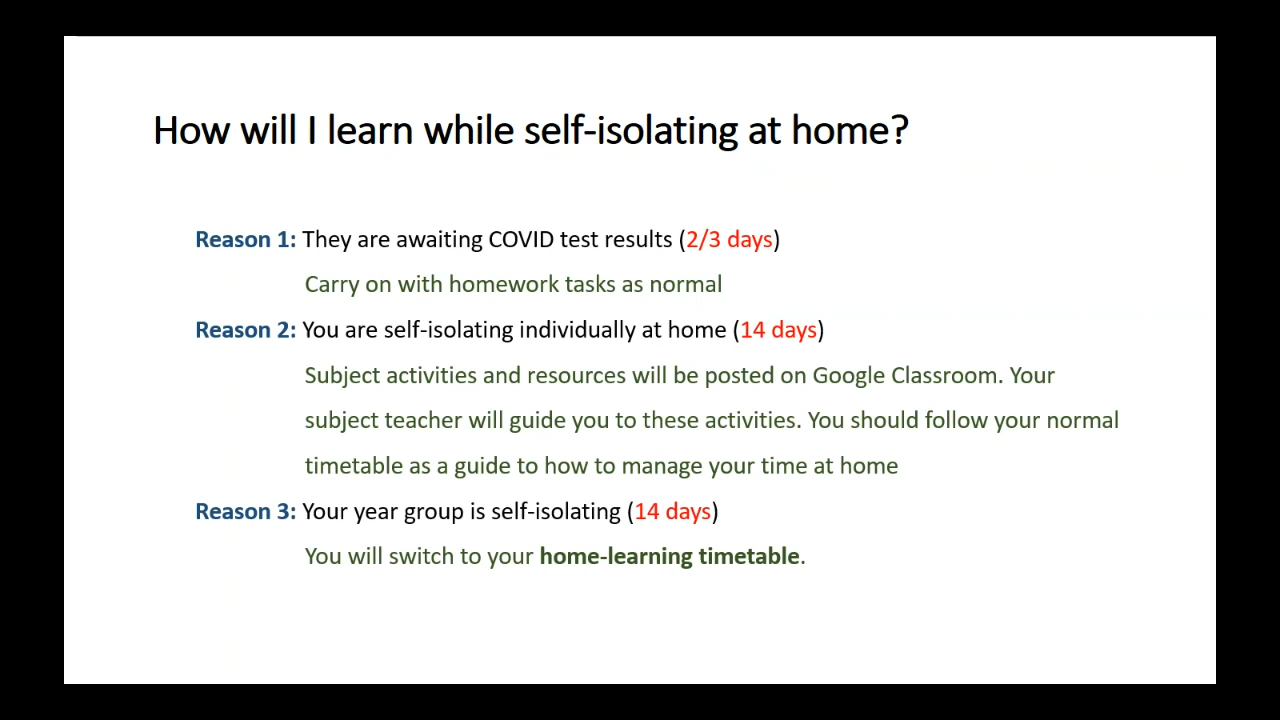 How will I learn while self-isolating at home?
Reason 1: They are awaiting COVID test results (2/3 days)
Carry on with homework tasks as normal
Reason 2: You are self-isolating individually at home (14 days)
Subject activities and resources will be posted on Google Classroom. Your
subject teacher will guide you to these activities. You should follow your normal
timetable as a guide to how to manage your time at home
Reason 3: Your year group is self-isolating (14 days)
You will switch to your home-learning timetable.